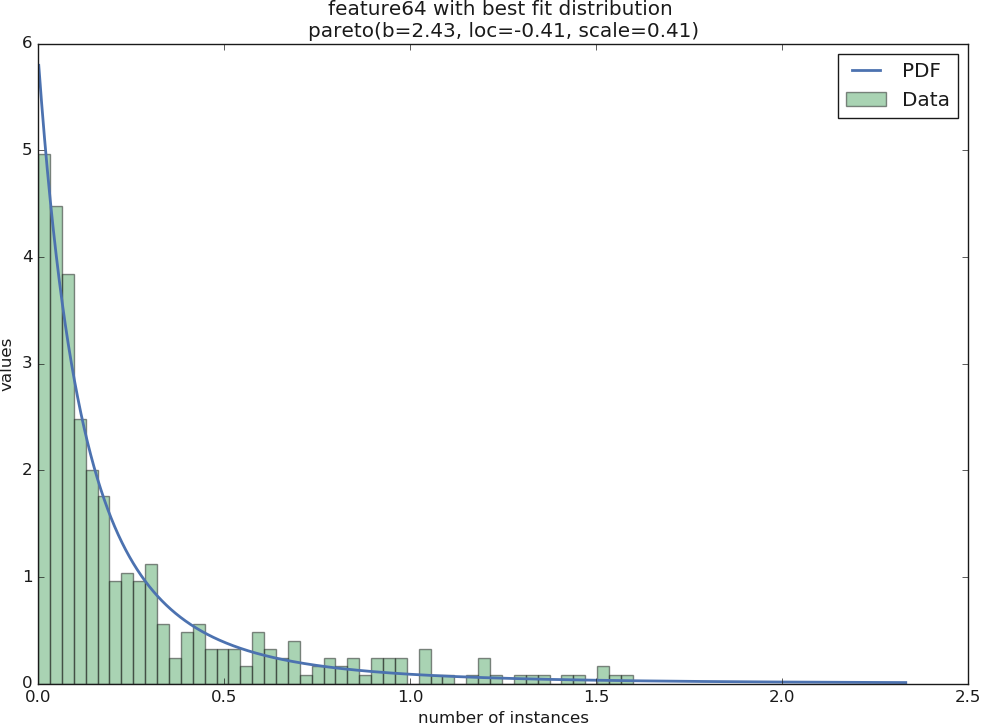 feature64 with best fit distribution
pareto(b=2.43, loc=-0.41, scale=0.41)
PDF
Data
6
5
4
3
2
1
0
values
0.0
0.5
1.0
1.5
2.0
2.5
number of instances